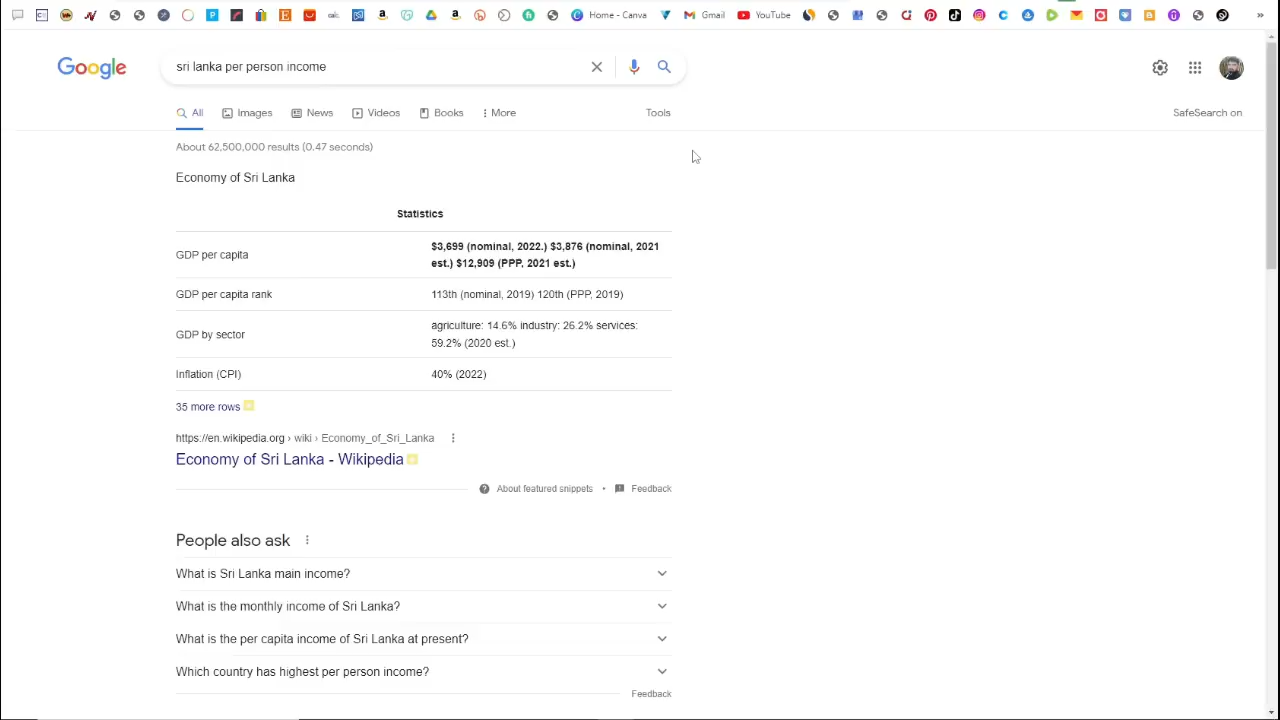 Home - Canva Gmail YouTube »
Google sri lanka per person income
All Images News Videos Books More Tools SafeSearch on
About 62,500,000 results (0.47 seconds)
Economy of Sri Lanka
Statistics
GDP per capita
$3,699 (nominal, 2022.) $3,876 (nominal, 2021
est.) $12,909 (PPP, 2021 est.)
GDP per capita rank 113th (nominal, 2019) 120th (PPP, 2019)
GDP by sector
agriculture: 14.6% industry: 26.2% services:
59.2% (2020 est.)
Inflation (CPI) 40% (2022)
35 more rows
https://en.wikipedia.org › wiki › Economy_of_Sri_Lanka
Economy of Sri Lanka - Wikipedia
About featured snippets • Feedback
People also ask
What is Sri Lanka main income?
What is the monthly income of Sri Lanka?
What is the per capita income of Sri Lanka at present?
Which country has highest per person income?
Feedback